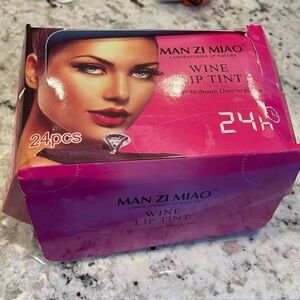 MAN ZI MIAO®
LABORATORIES OF NATURE
WINE
LIP TINT
to dream Dare to
24h
24pcs
MAN ZI MIAO®
LABORATORIES OF NATURE
WINE
LIP TINT